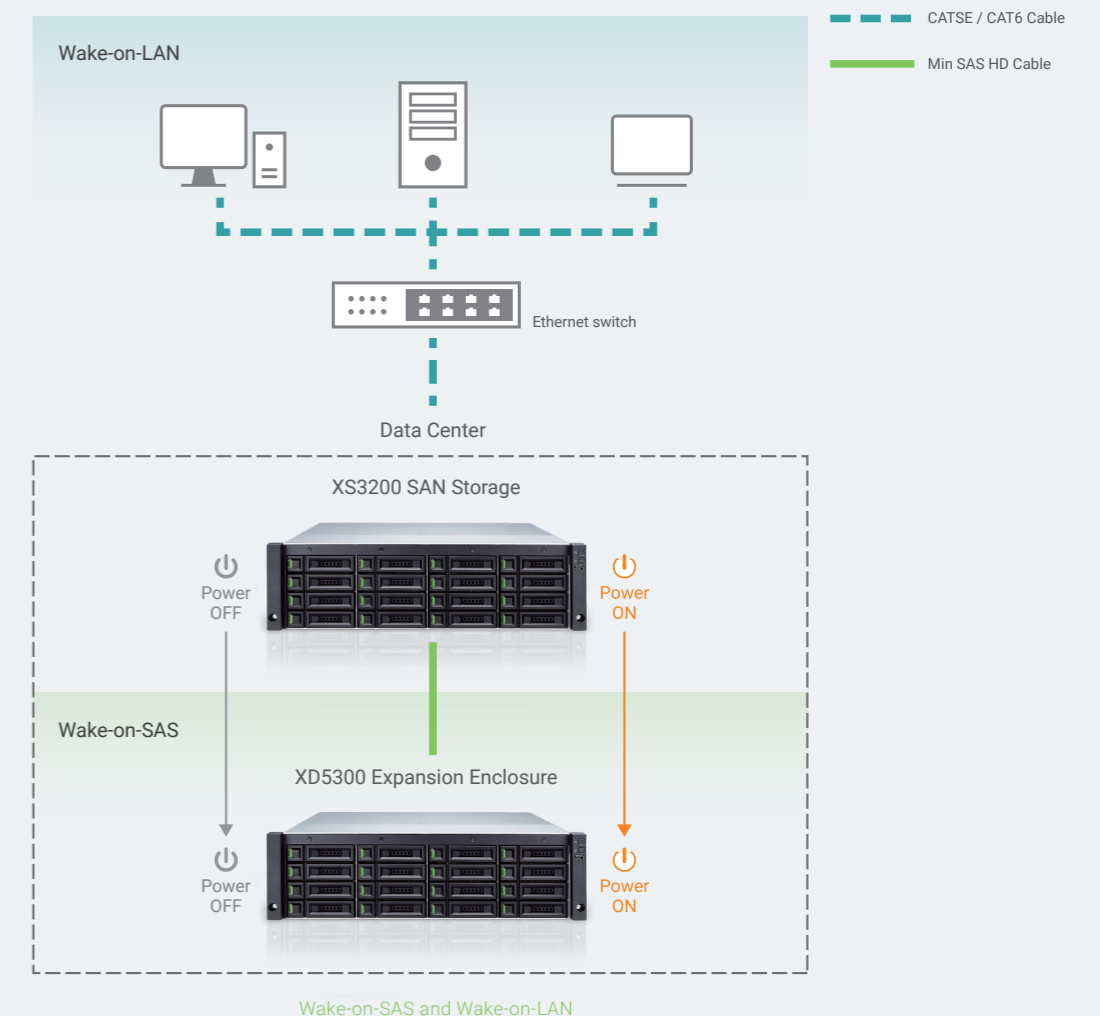 CATSE / CAT6 Cable
Min SAS HD Cable
Wake-on-LAN
Ethernet switch
Data Center
XS3200 SAN Storage
Power
OFF
Power
ON
Wake-on-SAS
XD5300 Expansion Enclosure
Power
OFF
Power
ON
Wake-on-SAS and Wake-on-LAN